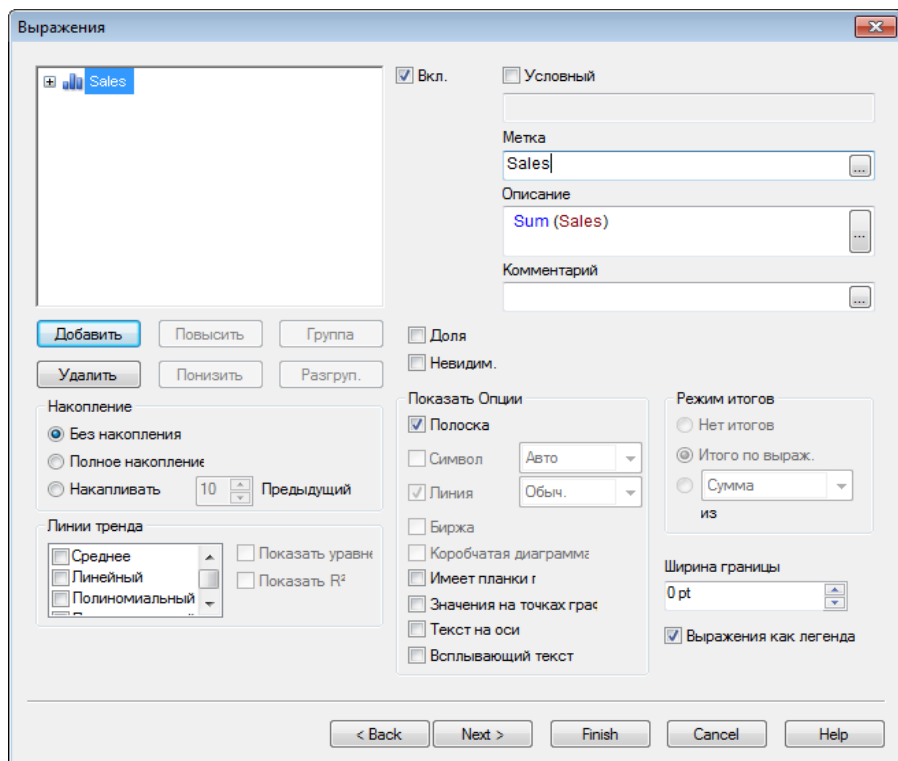 Выражения
Sales
Вкл.
Условный
Метка
Sales
...
Описание
Sum (Sales)
...
Комментарий
...
Добавить
Повысить
Группа
Удалить
Понизить
Разгруп.
Доля
Невидим.
Накопление
Без накопления
Полное накопление
Накапливать
10
Предыдущий
Линии тренда
Среднее
Линейный
Полиномиальный
Показать уравне
Показать R²
Показать Опции
Полоска
Символ
Авто
Линия
Обыч.
Биржа
Коробчатая диаграмма
Имеет планки г
Значения на точках граф
Текст на оси
Всплывающий текст
Режим итогов
Нет итогов
Итого по выраж.
Сумма
из
Ширина границы
0 pt
Выражения как легенда
< Back
Next >
Finish
Cancel
Help